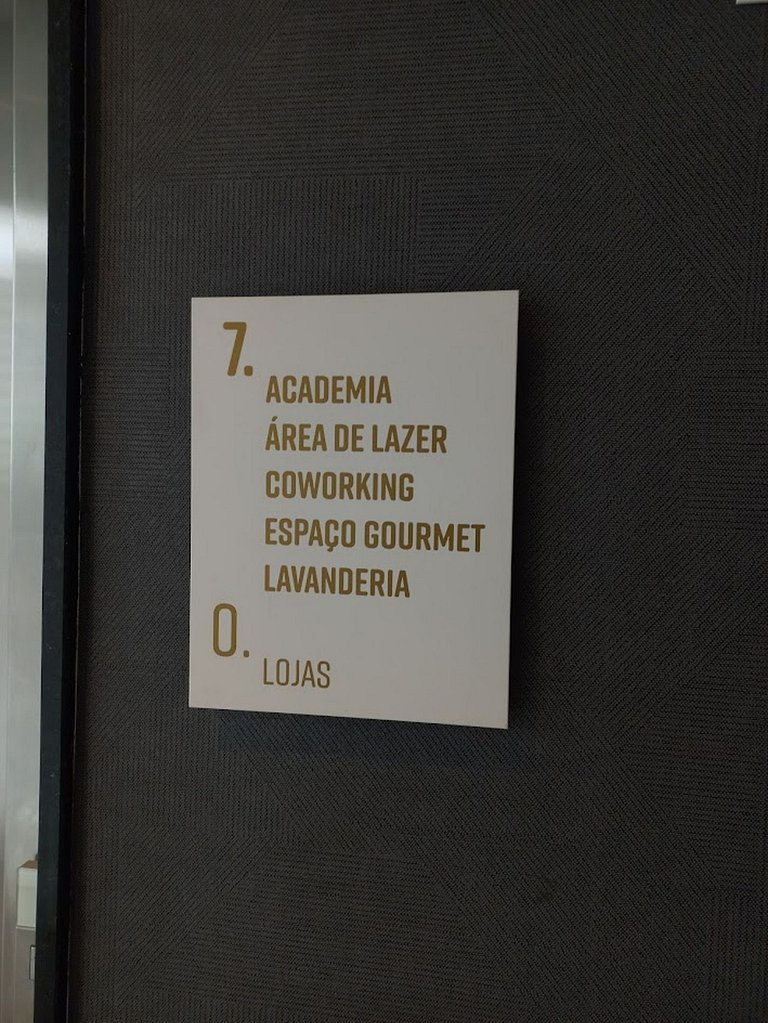 7.
ACADEMIA
ÁREA DE LAZER
COWORKING
ESPAÇO GOURMET
LAVANDERIA
0.
LOJAS